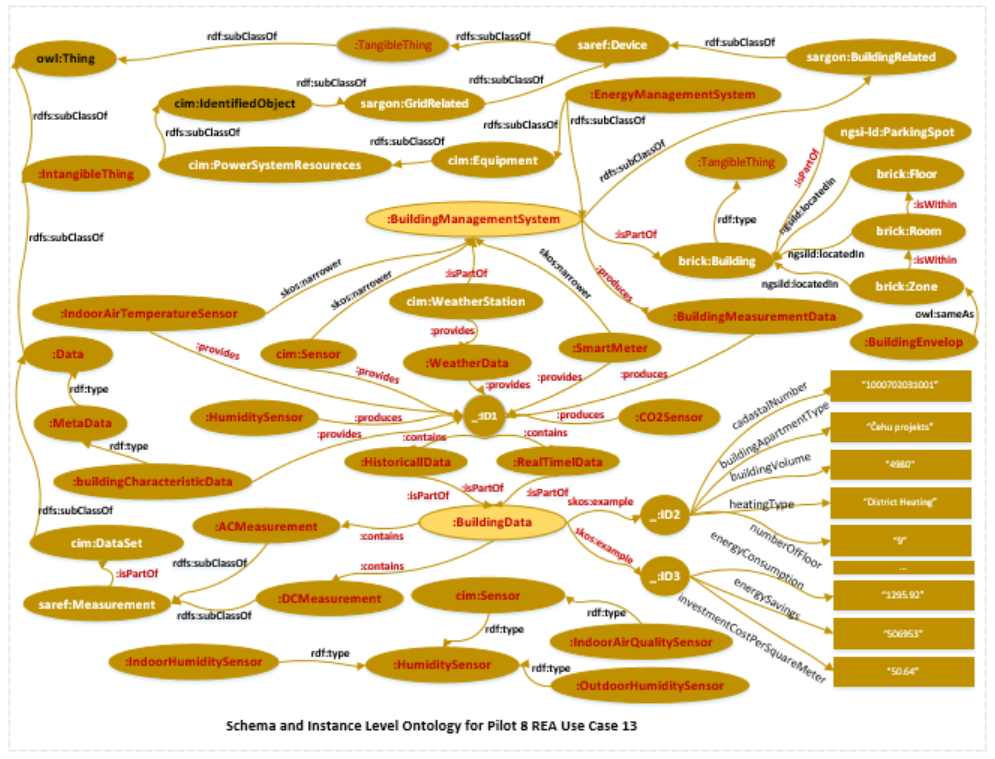 rdf:subClassOf
:TangibleThing
rdfs:subClassOf
saref:Device
rdf:subClassOf
owl:Thing
sargon:BuildingRelated
rdf:subClassOf
rdfs:subClassOf
cim:IdentifiedObject
sargon:GridRelated
:EnergyManagementSystem
rdfs:subClassOf
rdfs:subClassOf
rdfs:subClassOf
rdfs:subClassOf
ngsi-ld:ParkingSpot
cim:PowerSystemResoureces
cim:Equipment
rdfs:subClassOf
:TangibleThing
:isPartOf
:IntangibleThing
brick:Floor
ngsild:locatedIn
:isWithin
:BuildingManagementSystem
rdf:type
rdfs:subClassOf
:isPartOf
brick:Room
ngsild:locatedIn
:isWithin
brick:Building
skos:narrower
skos:narrower
:isPartOf
skos:narrower
:produces
ngsild:locatedIn
brick:Zone
cim:WeatherStation
:IndoorAirTemperatureSensor
:BuildingMeasurementData
owl:sameAs
:provides
:BuildingEnvelop
:provides
cim:Sensor
:SmartMeter
:Data
:WeatherData
:provides
:provides
:provides
:produces
rdf:type
"1000702031001"
cadastalNumber
:HumiditySensor
:produces
_:ID1
:produces
:CO2Sensor
:MetaData
:provides
:contains
:contains
buildingApartmentType
"Čehu projekts"
rdf:type
:HistoricallData
:RealTimelData
buildingVolume
"4980"
:buildingCharacteristicData
:isPartOf
:isPartOf
:isPartOf
skos:example
heatingType
"District Heating"
rdfs:subClassOf
:ACMeasurement
:BuildingData
_:ID2
:contains
skos:example
numberOfFloor
"9"
cim:DataSet
energyConsumption
...
:isPartOf
rdfs:subClassOf
:contains
_:ID3
energySavings
"1295.92"
saref:Measurement
:DCMeasurement
cim:Sensor
rdfs:subClassOf
rdf:type
investmentCostPerSquareMeter
"506953"
rdf:type
:IndoorAirQualitySensor
:IndoorHumiditySensor
rdf:type
:HumiditySensor
rdf:type
"50.64"
:OutdoorHumiditySensor
Schema and Instance Level Ontology for Pilot 8 REA Use Case 13